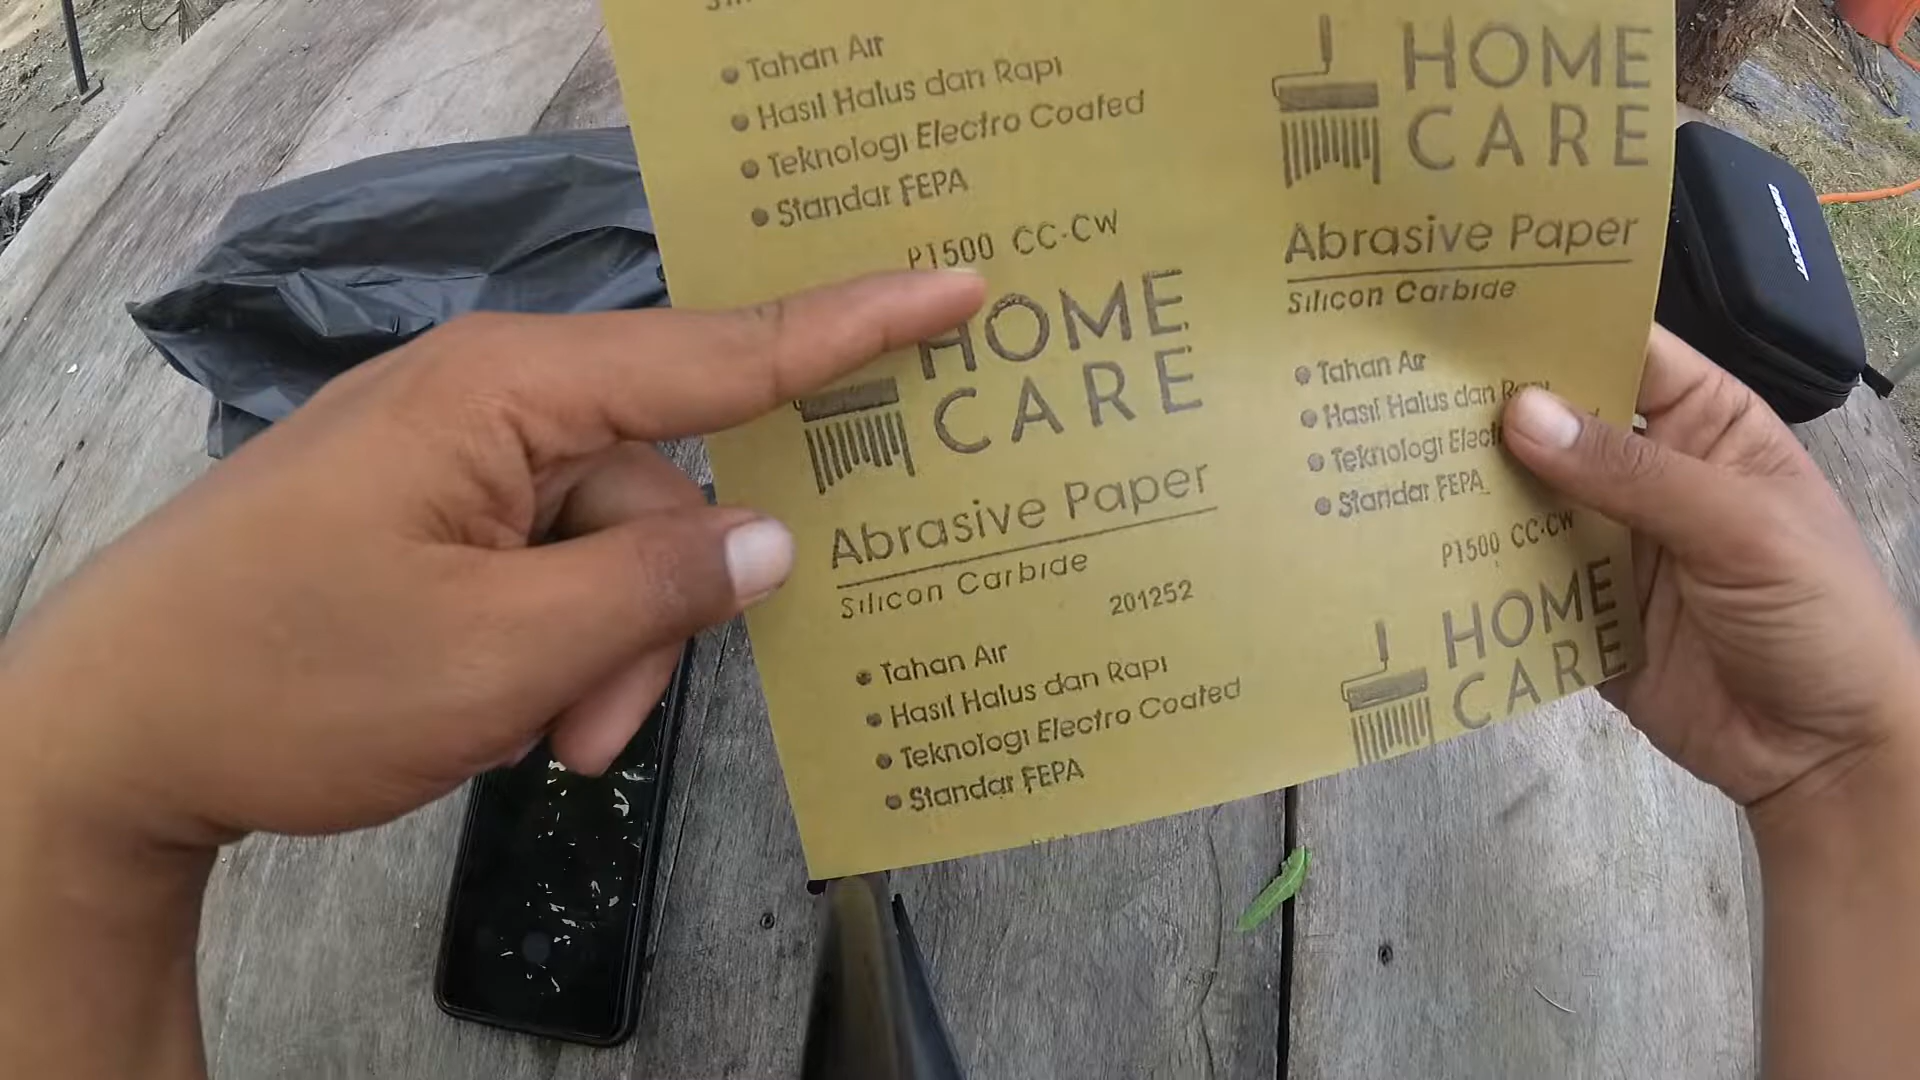 Tahan Air
Hasil Halus dan Rapi
Teknologi Electro Coated
Standar FEPA
P1500 CC-CW
HOME
CARE
Abrasive Paper
Silicon Carbide
201252
Tahan Air
Hasil Halus dan Rapi
Teknologi Electro Coated
Standar FEPA
HOME
CARE
Abrasive Paper
Silicon Carbide
Tahan Air
Hasil Halus dan Rapi
Teknologi
Standar FEPA
P1500 CC-CW
HOME
CARE